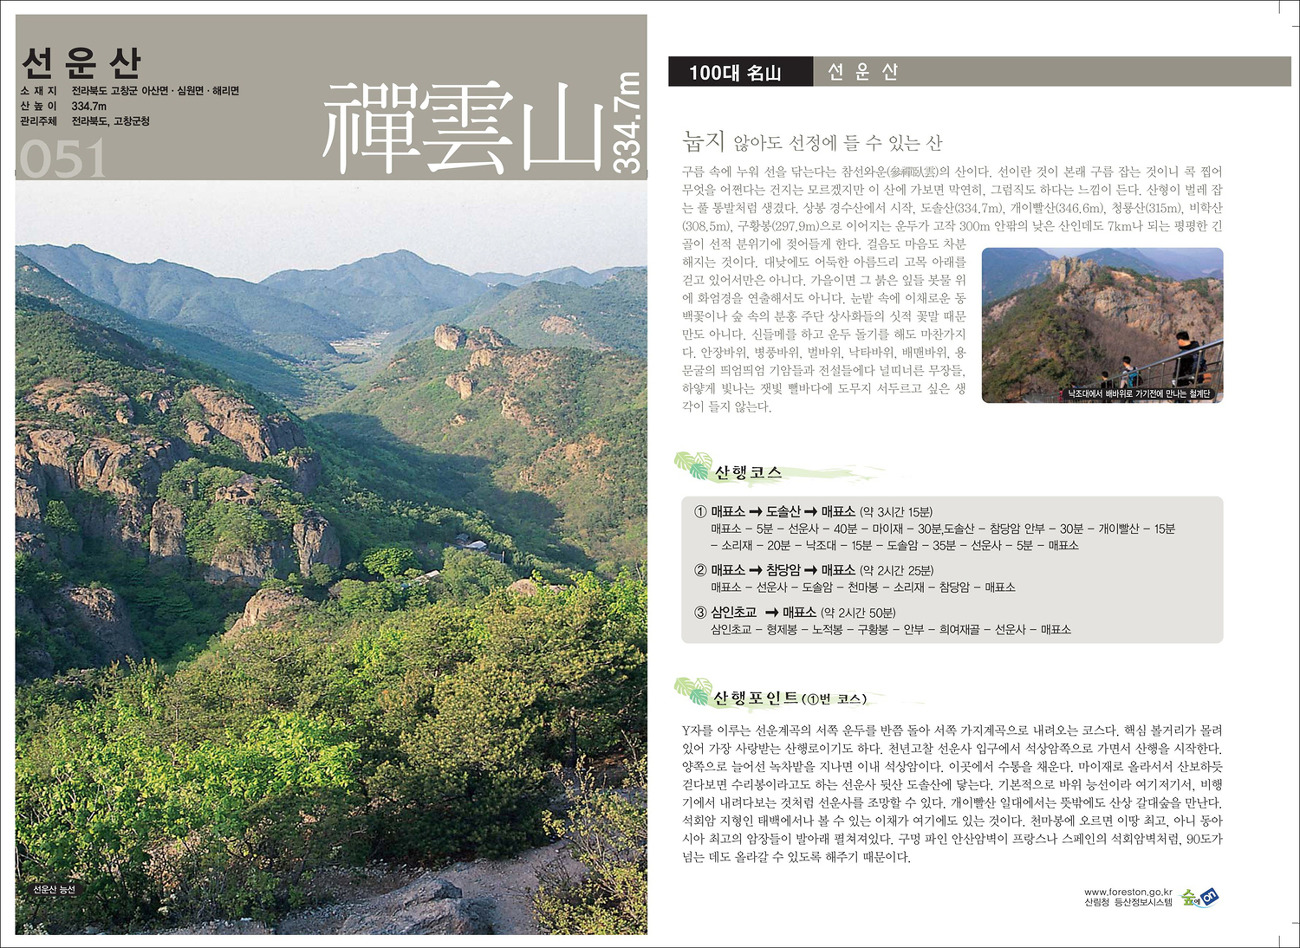 선운산
소 재 지 전라북도 고창군 아산면 · 심원면 · 해리면
산 높 이 334.7m
관리주체 전라북도, 고창군청
051
禪雲山
334.7m
선운산 능선
100대 名山 선 운 산
눕지 않아도 선정에 들 수 있는 산
구름 속에 누워 선을 닦는다는 참선와운(參禪臥雲)의 산이다. 선이란 것이 본래 구름 잡는 것이니 콕 찝어
무엇을 어쩐다는 건지는 모르겠지만 이 산에 가보면 막연히, 그럼직도 하다는 느낌이 든다. 산형이 벌레 잡
는 풀 통발처럼 생겼다. 상봉 경수산에서 시작, 도솔산(334.7m), 개이빨산(346.6m), 청룡산(315m), 비학산
(308.5m), 구황봉(297.9m)으로 이어지는 운두가 고작 300m 안팎의 낮은 산인데도 7km나 되는 평평한 긴
골이 선적 분위기에 젖어들게 한다. 걸음도 마음도 차분
해지는 것이다. 대낮에도 어둑한 아름드리 고목 아래를
걷고 있어서만은 아니다. 가을이면 그 붉은 잎들 봇물 위
에 화엄경을 연출해서도 아니다. 눈밭 속에 이채로운 동
백꽃이나 숲 속의 분홍 주단 상사화들의 싯적 꽃말 때문
만도 아니다. 신들메를 하고 운두 돌기를 해도 마찬가지
다. 안장바위, 병풍바위, 벌바위, 낙타바위, 배맨바위, 용
문굴의 띄엄띄엄 기암들과 전설들에다 널띠너른 무장들,
하얗게 빛나는 잿빛 뻘바다에 도무지 서두르고 싶은 생
각이 들지 않는다.
낙조대에서 배바위로 가기전에 만나는 철계단
산행코스
① 매표소 ➞ 도솔산 ➞ 매표소 (약 3시간 15분)
매표소 – 5분 – 선운사 – 40분 – 마이재 – 30분,도솔산 – 참당암 안부 – 30분 – 개이빨산 – 15분
– 소리재 – 20분 – 낙조대 – 15분 – 도솔암 – 35분 – 선운사 – 5분 – 매표소
② 매표소 ➞ 참당암 ➞ 매표소 (약 2시간 25분)
매표소 – 선운사 – 도솔암 – 천마봉 – 소리재 – 참당암 – 매표소
③ 삼인초교 ➞ 매표소 (약 2시간 50분)
삼인초교 – 형제봉 – 노적봉 – 구황봉 – 안부 – 희여재골 – 선운사 – 매표소
산행포인트(①번 코스)
Y자를 이루는 선운계곡의 서쪽 운두를 반쯤 돌아 서쪽 가지계곡으로 내려오는 코스다. 핵심 볼거리가 몰려
있어 가장 사랑받는 산행로이기도 하다. 천년고찰 선운사 입구에서 석상암쪽으로 가면서 산행을 시작한다.
양쪽으로 늘어선 녹차밭을 지나면 이내 석상암이다. 이곳에서 수통을 채운다. 마이재로 올라서서 산보하듯
걷다보면 수리봉이라고도 하는 선운사 뒷산 도솔산에 닿는다. 기본적으로 바위 능선이라 여기저기서, 비행
기에서 내려다보는 것처럼 선운사를 조망할 수 있다. 개이빨산 일대에서는 뜻밖에도 산상 갈대숲을 만난다.
석회암 지형인 태백에서나 볼 수 있는 이채가 여기에도 있는 것이다. 천마봉에 오르면 이땅 최고, 아니 동아
시아 최고의 암장들이 발아래 펼쳐져있다. 구멍 파인 안산암벽이 프랑스나 스페인의 석회암벽처럼, 90도가
넘는 데도 올라갈 수 있도록 해주기 때문이다.
www.foreston.go.kr
산림청 등산정보시스템
숲에on